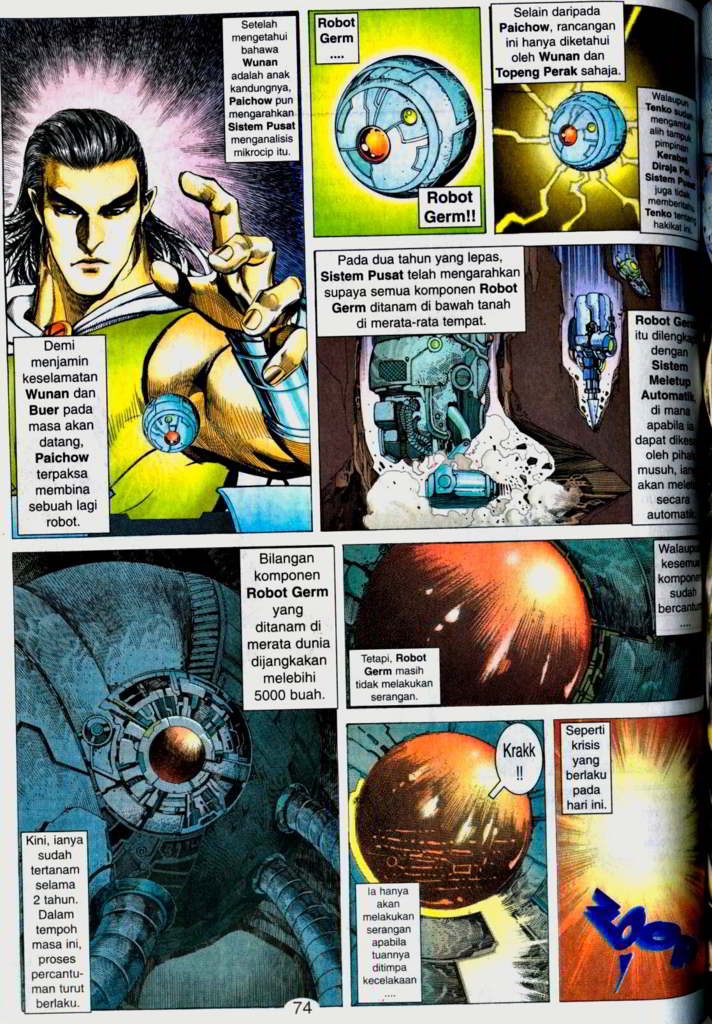 Setelah
mengetahui
bahawa
Wunan
adalah anak
kandungnya,
Paichow pun
mengarahkan
Sistem Pusat
menganalisis
mikrocip itu.
Demi
menjamin
keselamatan
Wunan dan
Buer pada
masa akan
datang,
Paichow
terpaksa
membina
sebuah lagi
robot.
Robot
Germ
....
Robot
Germ!!
Selain daripada
Paichow, rancangan
ini hanya diketahui
oleh Wunan dan
Topeng Perak sahaja.
Walaupun
Tenko sudah
mengambil
alih tampuk
pimpinan
Kerabat
Diraja
Sistem Pusat
juga tidak
memberitahu
Tenko tentang
hakikat ini.
Pada dua tahun yang lepas,
Sistem Pusat telah mengarahkan
supaya semua komponen Robot
Germ ditanam di bawah tanah
di merata-rata tempat.
Robot
itu
dengan
Sistem
Meletup
Automatik,
di mana
apabila ia
dapat
oleh pihak
musuh,
akan
secara
automatik.
Bilangan
komponen
Robot Germ
yang
ditanam di
merata dunia
dijangkakan
melebihi
5000 buah.
Kini, ianya
sudah
tertanam
selama
2 tahun.
Dalam
tempoh
masa ini,
proses
percantu-
man turut
berlaku.
Walaupun
kesemua
komponen
sudah
bercantum
....
Tetapi, Robot
Germ masih
tidak melakukan
serangan.
Krakk
!!
Ia hanya
akan
melakukan
serangan
apabila
tuannya
ditimpa
kecelakaan
....
Seperti
krisis
yang
berlaku
pada
hari ini.
74